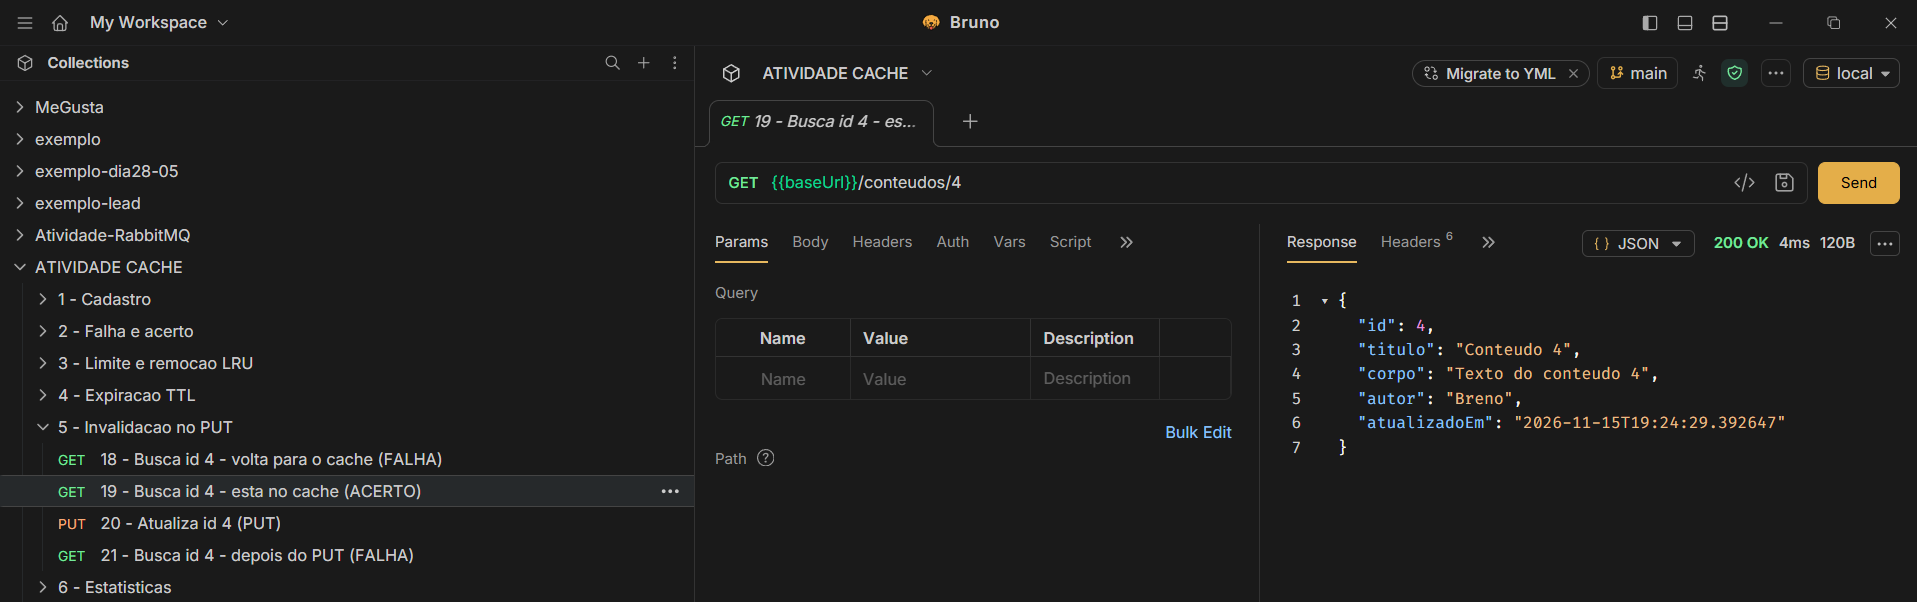 My Workspace
Bruno
Collections
MeGusta
exemplo
exemplo-dia28-05
exemplo-lead
Atividade-RabbitMQ
ATIVIDADE CACHE
1 - Cadastro
2 - Falha e acerto
3 - Limite e remocao LRU
4 - Expiracao TTL
5 - Invalidacao no PUT
GET 18 - Busca id 4 - volta para o cache (FALHA)
GET 19 - Busca id 4 - esta no cache (ACERTO)
PUT 20 - Atualiza id 4 (PUT)
GET 21 - Busca id 4 - depois do PUT (FALHA)
6 - Estatisticas
ATIVIDADE CACHE
Migrate to YML
main
local
GET 19 - Busca id 4 - es...
GET {{baseUrl}}/conteudos/4
Send
Params Body Headers Auth Vars Script
Query
Name Value Description
Name Value Description
Bulk Edit
Path
Response Headers 6
{ } JSON 200 OK 4ms 120B
1 {
2 "id": 4,
3 "titulo": "Conteudo 4",
4 "corpo": "Texto do conteudo 4",
5 "autor": "Breno",
6 "atualizadoEm": "2026-11-15T19:24:29.392647"
7 }